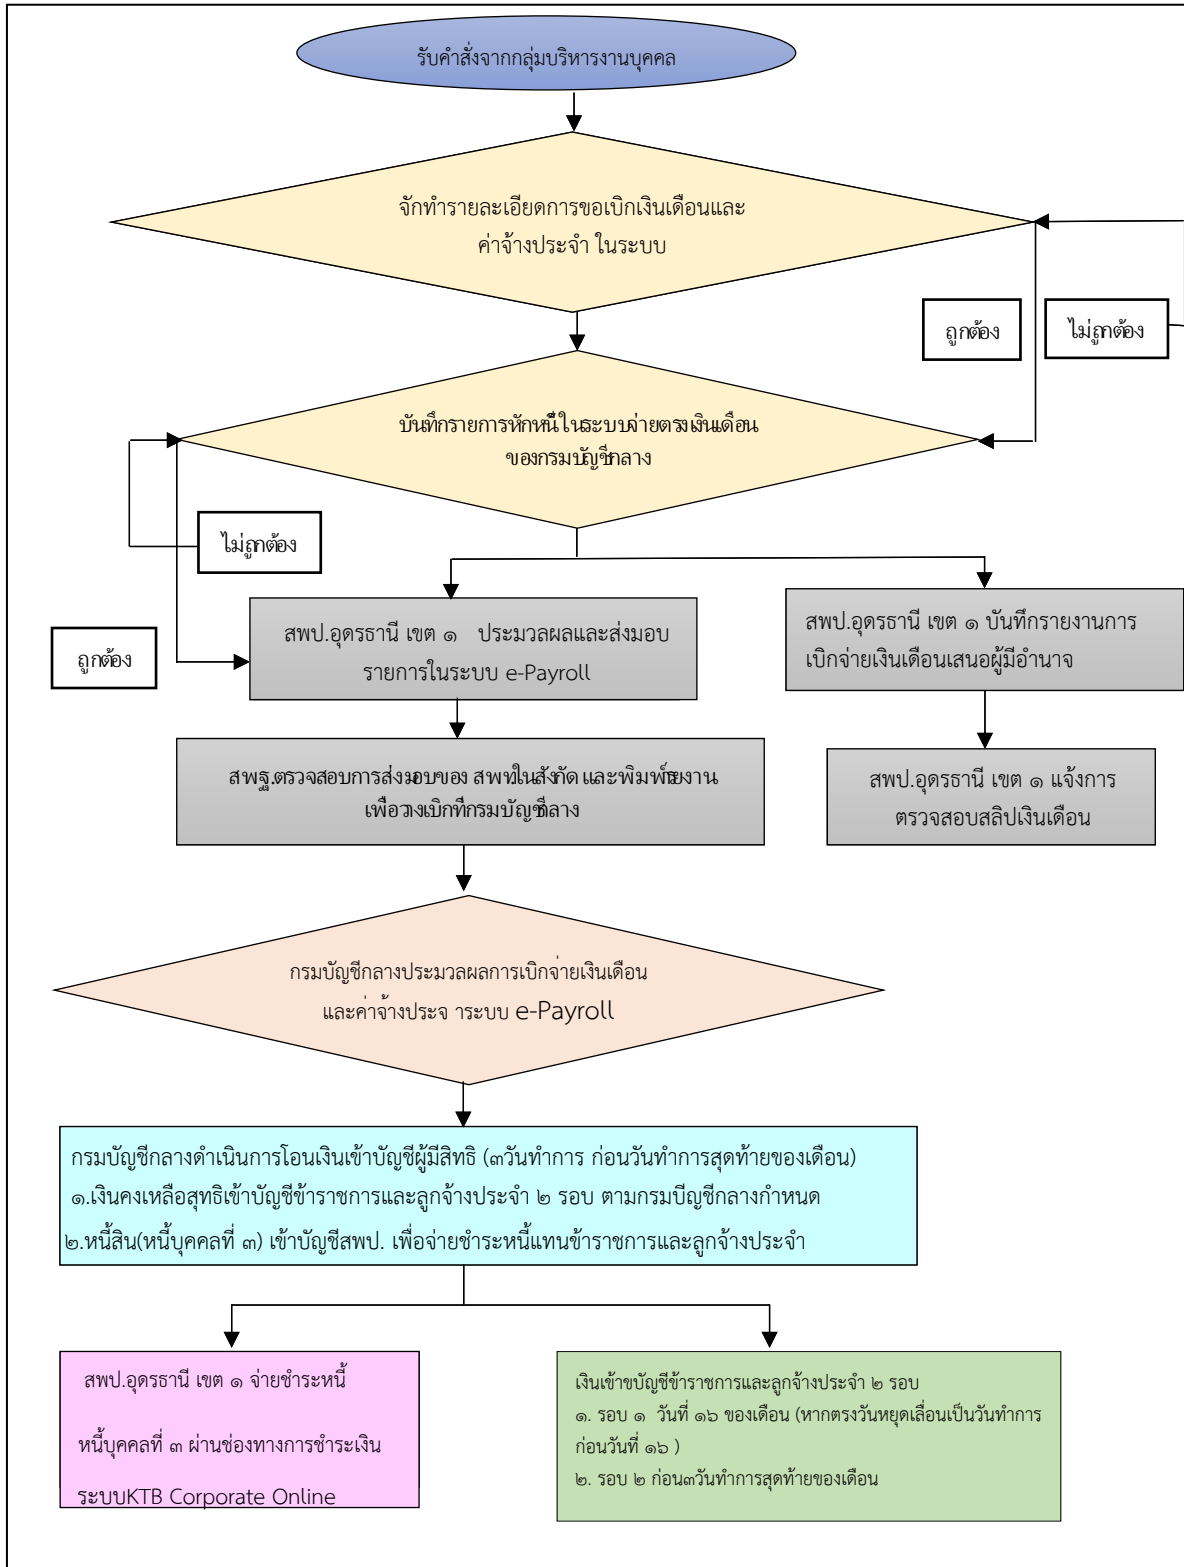 รับคำสั่งจากกลุ่มบริหารงานบุคคล
จักทำรายละเอียดการขอเบิกเงินเดือนและ
ค่าจ้างประจำ ในระบบ
ถูกต้อง
ไม่ถูกต้อง
บันทึกรายการหักหนี้ในระบบจ่ายตรงเงินเดือน
ของกรมบัญชีกลาง
ไม่ถูกต้อง
ถูกต้อง
สพป.อุดรธานี เขต ๑ ประมวลผลและส่งมอบ
รายการในระบบ e-Payroll
สพป.อุดรธานี เขต ๑ บันทึกรายงานการ
เบิกจ่ายเงินเดือนเสนอผู้มีอำนาจ
สพฐ.ตรวจสอบการส่งมอบของ สพท.ในสังกัด และพิมพ์รายงาน
เพื่อวางเบิกที่กรมบัญชีกลาง
สพป.อุดรธานี เขต ๑ แจ้งการ
ตรวจสอบสลิปเงินเดือน
กรมบัญชีกลางประมวลผลการเบิกจ่ายเงินเดือน
และค่าจ้างประจ าระบบ e-Payroll
กรมบัญชีกลางดำเนินการโอนเงินเข้าบัญชีผู้มีสิทธิ (๓วันทำการ ก่อนวันทำการสุดท้ายของเดือน)
๑.เงินคงเหลือสุทธิเข้าบัญชีข้าราชการและลูกจ้างประจำ ๒ รอบ ตามกรมบีญชีกลางกำหนด
๒.หนี้สิน(หนี้บุคคลที่ ๓) เข้าบัญชีสพป. เพื่อจ่ายชำระหนี้แทนข้าราชการและลูกจ้างประจำ
สพป.อุดรธานี เขต ๑ จ่ายชำระหนี้
หนี้บุคคลที่ ๓ ผ่านช่องทางการชำระเงิน
ระบบKTB Corporate Online
เงินเข้าขบัญชีข้าราชการและลูกจ้างประจำ ๒ รอบ
๑. รอบ ๑ วันที่ ๑๖ ของเดือน (หากตรงวันหยุดเลื่อนเป็นวันทำการ
ก่อนวันที่ ๑๖ )
๒. รอบ ๒ ก่อน๓วันทำการสุดท้ายของเดือน